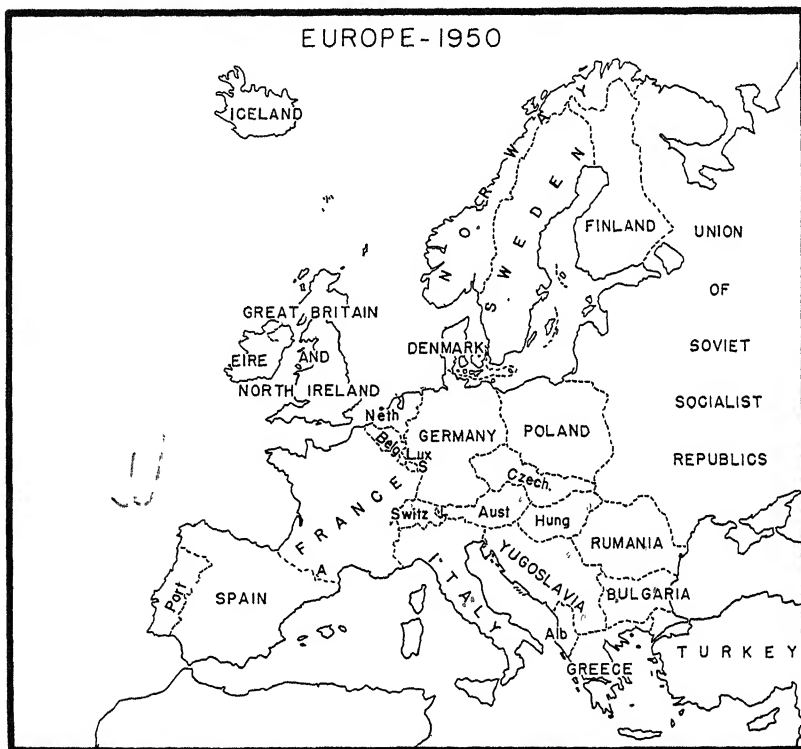 EUROPE-1950
ICELAND
NORWAY
SWEDEN
FINLAND
UNION
OF
SOVIET
SOCIALIST
REPUBLICS
GREAT BRITAIN
AND
NORTH IRELAND
EIRE
DENMARK
Neth
Belg.
Lux
S
GERMANY
POLAND
Czech.
FRANCE
Switz
L
Aust
Hung
RUMANIA
YUGOSLAVIA
BULGARIA
ITALY
A
Port
SPAIN
Alb
GREECE
TURKEY